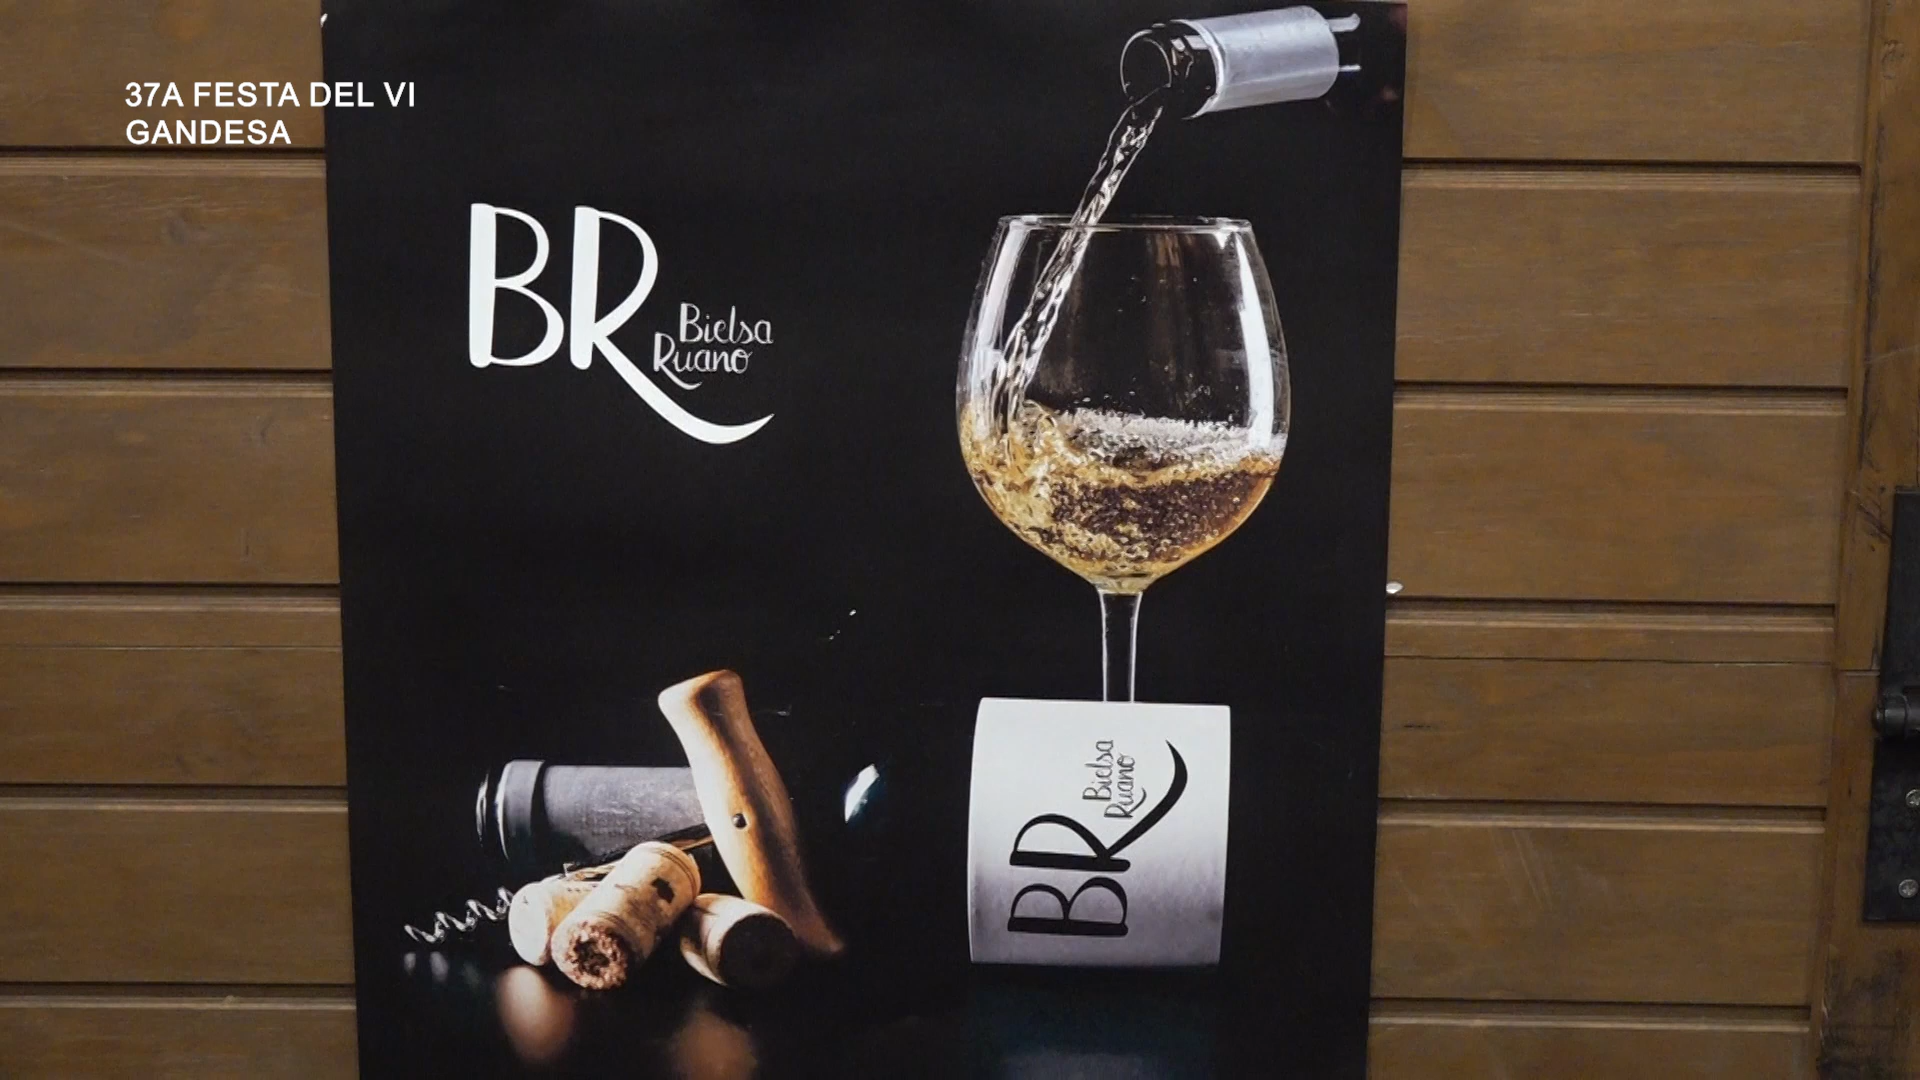 37A FESTA DEL VI
GANDESA
BR
Bielsa
Ruano
BR
Bielsa
Ruano